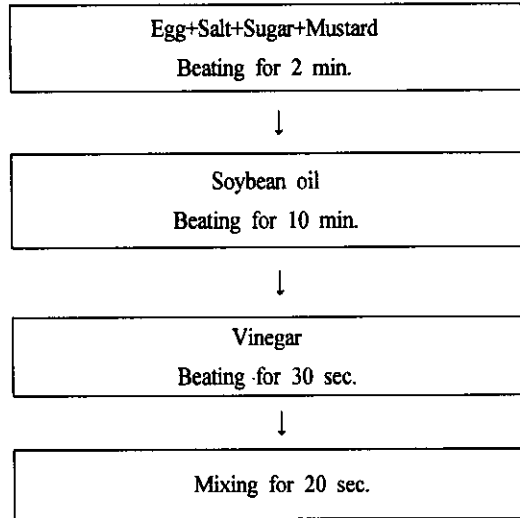 Egg+Salt+Sugar+Mustard
Beating for 2 min.
↓
Soybean oil
Beating for 10 min.
↓
Vinegar
Beating for 30 sec.
↓
Mixing for 20 sec.